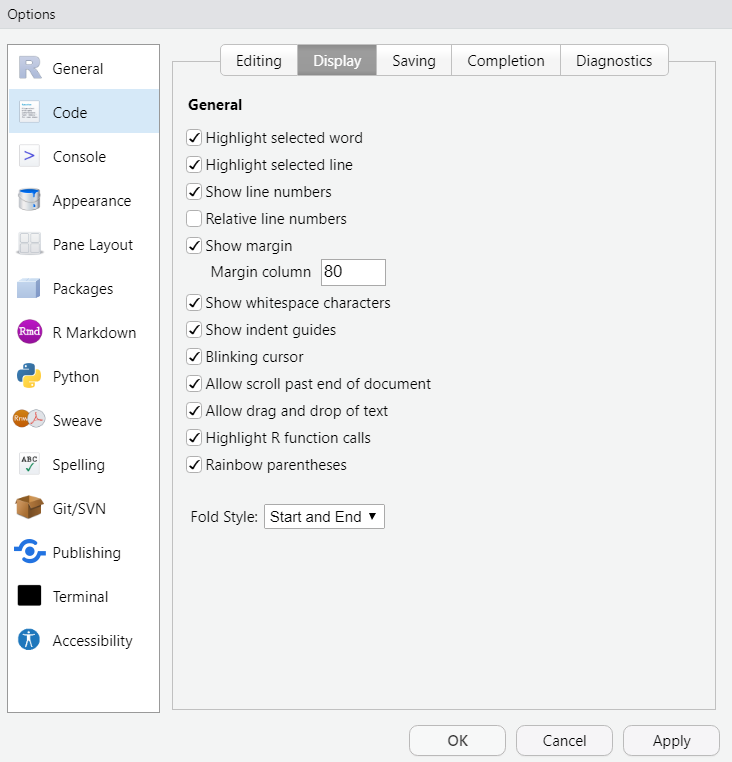 Options
General
Code
Console
Appearance
Pane Layout
Packages
Rmd R Markdown
Python
Sweave
ABC Spelling
Git/SVN
Publishing
Terminal
Accessibility
Editing Display Saving Completion Diagnostics
General
Highlight selected word
Highlight selected line
Show line numbers
Relative line numbers
Show margin
Margin column 80
Show whitespace characters
Show indent guides
Blinking cursor
Allow scroll past end of document
Allow drag and drop of text
Highlight R function calls
Rainbow parentheses
Fold Style: Start and End
OK Cancel Apply